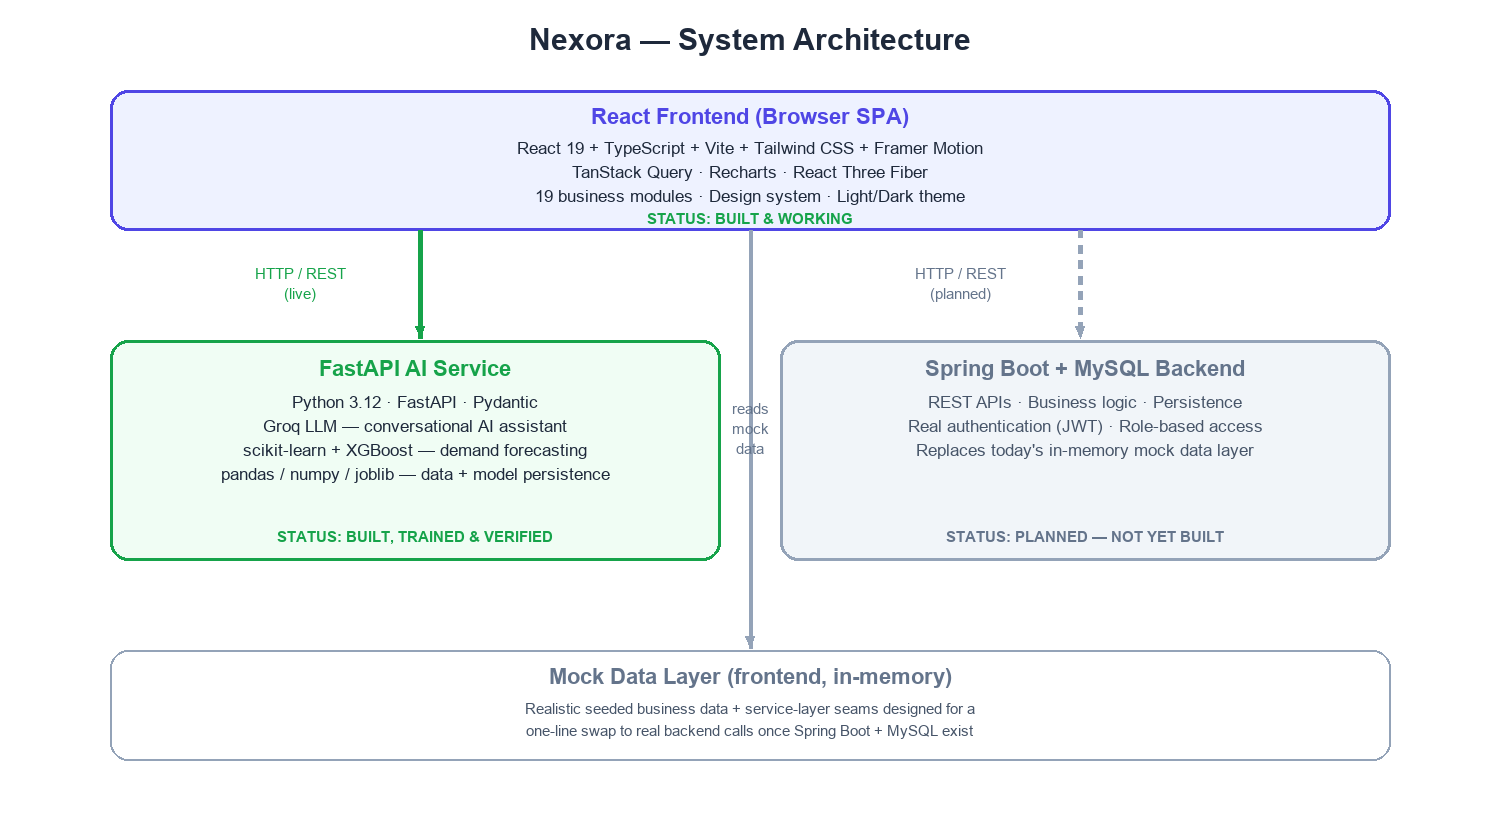 Nexora — System Architecture
React Frontend (Browser SPA)
React 19 + TypeScript + Vite + Tailwind CSS + Framer Motion
TanStack Query · Recharts · React Three Fiber
19 business modules · Design system · Light/Dark theme
STATUS: BUILT & WORKING
HTTP / REST
(live)
HTTP / REST
(planned)
FastAPI AI Service
Python 3.12 · FastAPI · Pydantic
Groq LLM — conversational AI assistant
scikit-learn + XGBoost — demand forecasting
pandas / numpy / joblib — data + model persistence
STATUS: BUILT, TRAINED & VERIFIED
reads
mock
data
Spring Boot + MySQL Backend
REST APIs · Business logic · Persistence
Real authentication (JWT) · Role-based access
Replaces today's in-memory mock data layer
STATUS: PLANNED — NOT YET BUILT
Mock Data Layer (frontend, in-memory)
Realistic seeded business data + service-layer seams designed for a
one-line swap to real backend calls once Spring Boot + MySQL exist